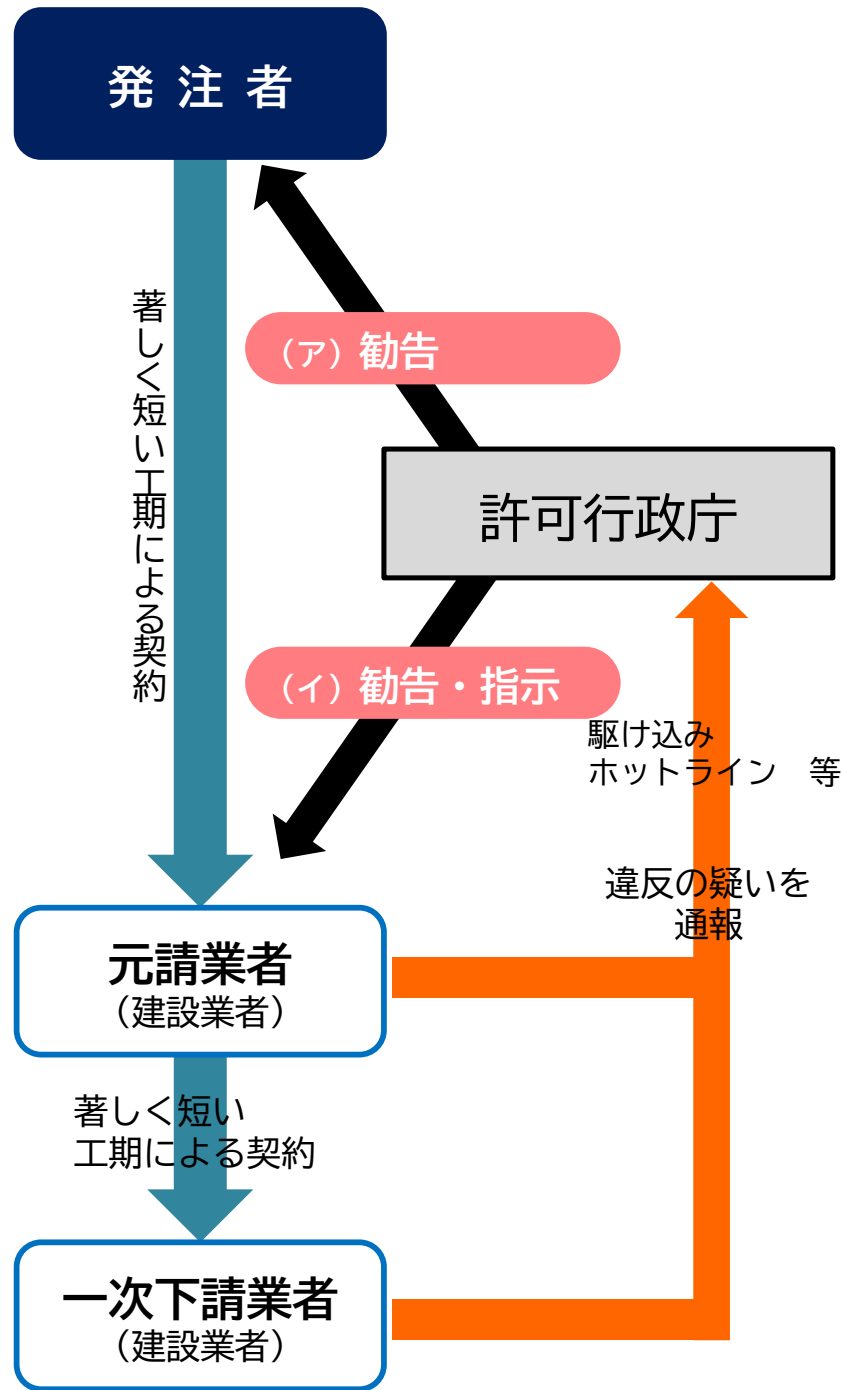 発注者
著しく短い工期による契約
（ア）勧告
許可行政庁
（イ）勧告・指示
駆け込み
ホットライン　等
違反の疑いを
通報
元請業者
（建設業者）
著しく短い
工期による契約
一次下請業者
（建設業者）